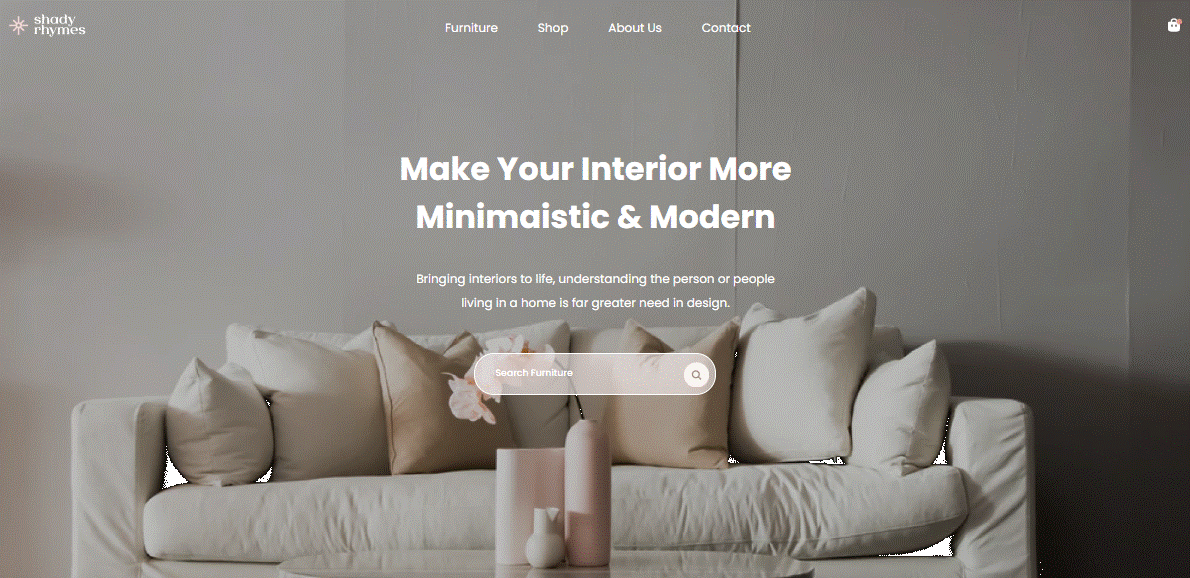 shady
rhymes
Furniture
Shop
About Us
Contact
Make Your Interior More
Minimaistic & Modern
Bringing interiors to life, understanding the person or people
living in a home is far greater need in design.
Search Furniture